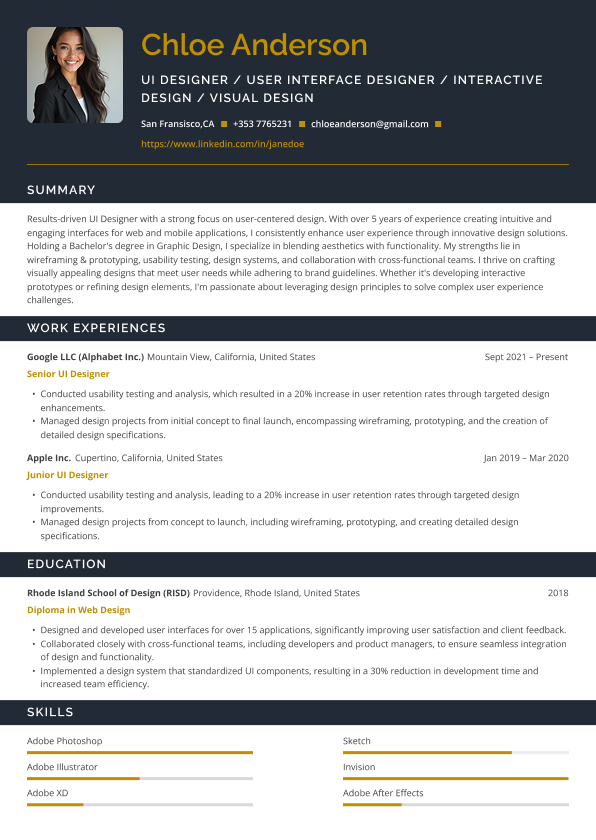 Chloe Anderson
UI DESIGNER / USER INTERFACE DESIGNER / INTERACTIVE
DESIGN / VISUAL DESIGN
San Fransisco,CA ■ +353 7765231 ■ chloeanderson@gmail.com ■
https://www.linkedin.com/in/janedoe
SUMMARY
Results-driven UI Designer with a strong focus on user-centered design. With over 5 years of experience creating intuitive and
engaging interfaces for web and mobile applications, I consistently enhance user experience through innovative design solutions.
Holding a Bachelor's degree in Graphic Design, I specialize in blending aesthetics with functionality. My strengths lie in
wireframing & prototyping, usability testing, design systems, and collaboration with cross-functional teams. I thrive on crafting
visually appealing designs that meet user needs while adhering to brand guidelines. Whether it's developing interactive
prototypes or refining design elements, I'm passionate about leveraging design principles to solve complex user experience
challenges.
WORK EXPERIENCES
Google LLC (Alphabet Inc.) Mountain View, California, United States Sept 2021 – Present
Senior UI Designer
• Conducted usability testing and analysis, which resulted in a 20% increase in user retention rates through targeted design
enhancements.
• Managed design projects from initial concept to final launch, encompassing wireframing, prototyping, and the creation of
detailed design specifications.
Apple Inc. Cupertino, California, United States Jan 2019 – Mar 2020
Junior UI Designer
• Conducted usability testing and analysis, leading to a 20% increase in user retention rates through targeted design
improvements.
• Managed design projects from concept to launch, including wireframing, prototyping, and creating detailed design
specifications.
EDUCATION
Rhode Island School of Design (RISD) Providence, Rhode Island, United States 2018
Diploma in Web Design
• Designed and developed user interfaces for over 15 applications, significantly improving user satisfaction and client feedback.
• Collaborated closely with cross-functional teams, including developers and product managers, to ensure seamless integration
of design and functionality.
• Implemented a design system that standardized UI components, resulting in a 30% reduction in development time and
increased team efficiency.
SKILLS
Adobe Photoshop Sketch
Adobe Illustrator Invision
Adobe XD Adobe After Effects